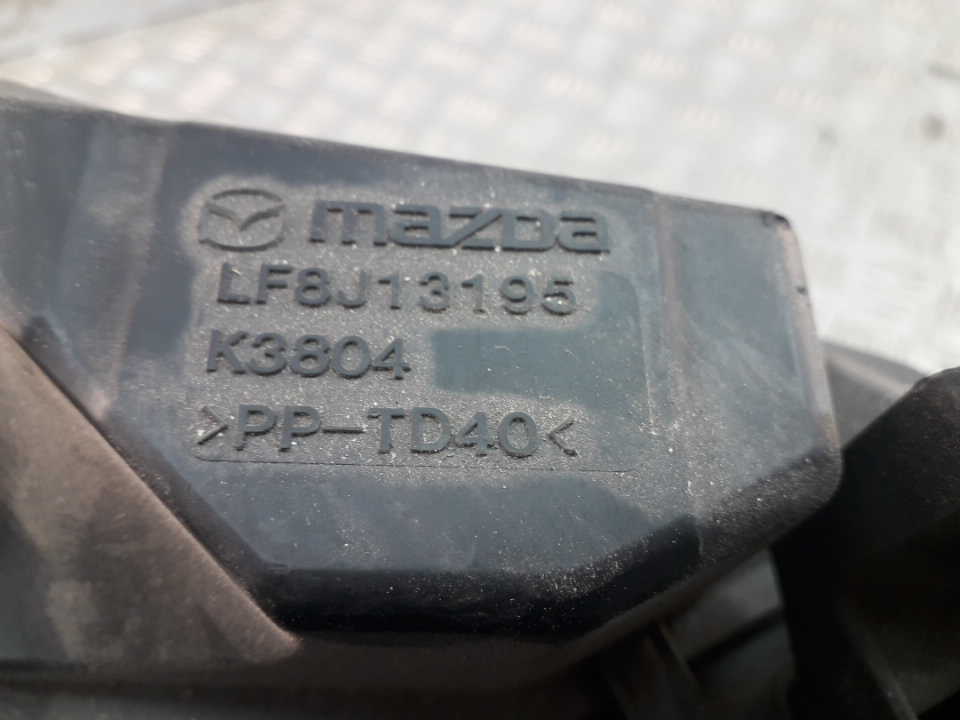 mazda
LF8J13195
K3804
>PP-TD40<